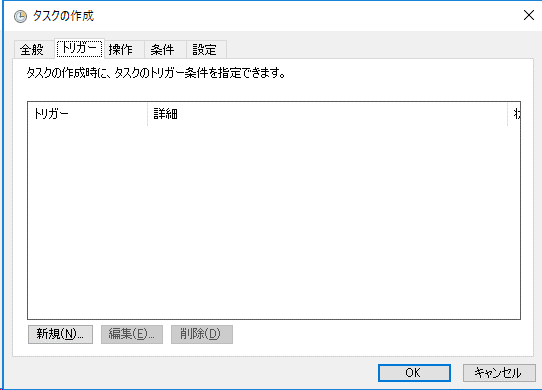 タスクの作成
全般 トリガー 操作 条件 設定
タスクの作成時に、タスクのトリガー条件を指定できます。
トリガー 詳細
新規(N)... 編集(E)... 削除(D)
OK キャンセル